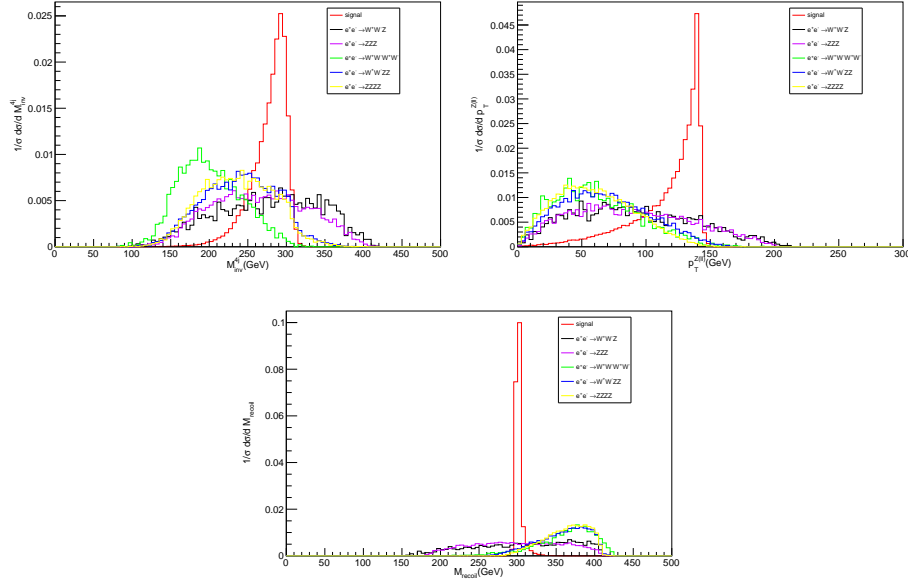 1/σ dσ/d M_inv^4j
0.025
0.02
0.015
0.01
0.005
0
0 50 100 150 200 250 300 350 400 450 500
M_inv^4j(GeV)
signal
e⁺e⁻→W⁺W⁻Z
e⁺e⁻→ZZZ
e⁺e⁻→W⁺W⁻W⁺W⁻
e⁺e⁻→W⁺W⁻ZZ
e⁺e⁻→ZZZZ
1/σ dσ/d p_T^Z(ll)
0.045
0.04
0.035
0.03
0.025
0.02
0.015
0.01
0.005
0
0 50 100 150 200 250 300
p_T^Z(ll)(GeV)
signal
e⁺e⁻→W⁺W⁻Z
e⁺e⁻→ZZZ
e⁺e⁻→W⁺W⁻W⁺W⁻
e⁺e⁻→W⁺W⁻ZZ
e⁺e⁻→ZZZZ
1/σ dσ/d M_recoil
0.1
0.08
0.06
0.04
0.02
0
0 50 100 150 200 250 300 350 400 450 500
M_recoil(GeV)
signal
e⁺e⁻→W⁺W⁻Z
e⁺e⁻→ZZZ
e⁺e⁻→W⁺W⁻W⁺W⁻
e⁺e⁻→W⁺W⁻ZZ
e⁺e⁻→ZZZZ